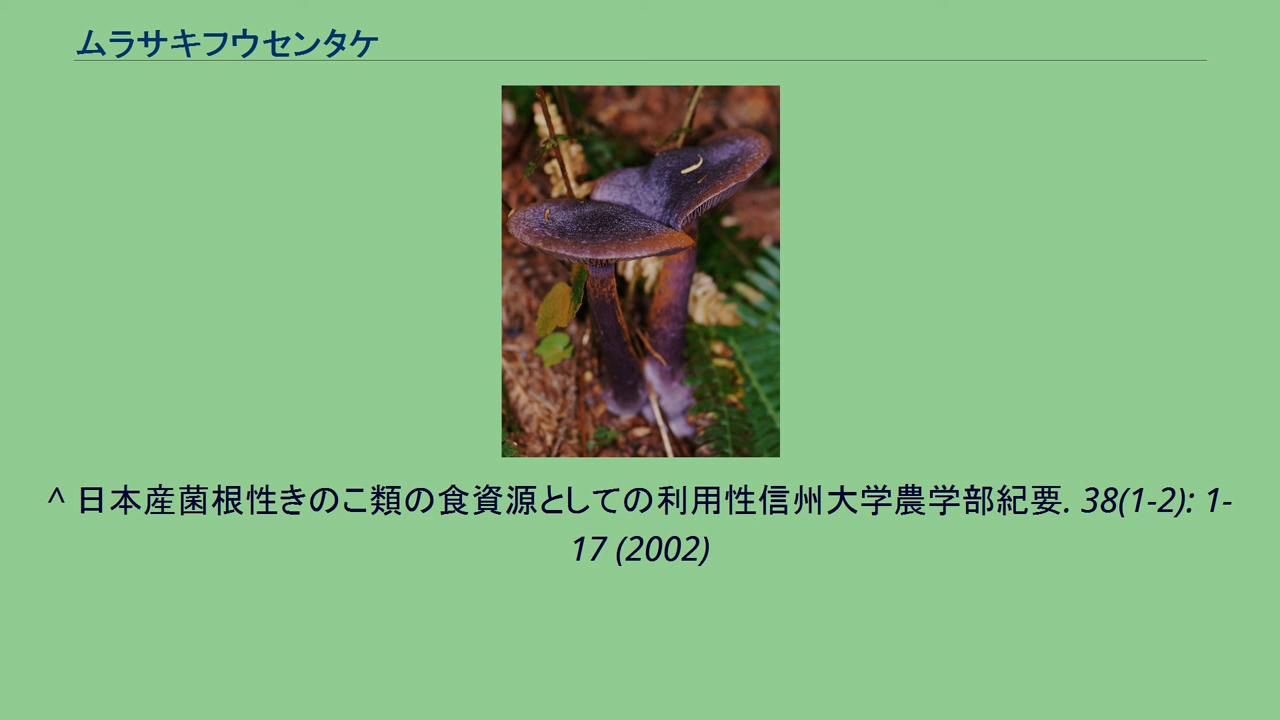 ムラサキフウセンタケ
^ 日本産菌根性きのこ類の食資源としての利用性信州大学農学部紀要. 38(1-2): 1-
17 (2002)